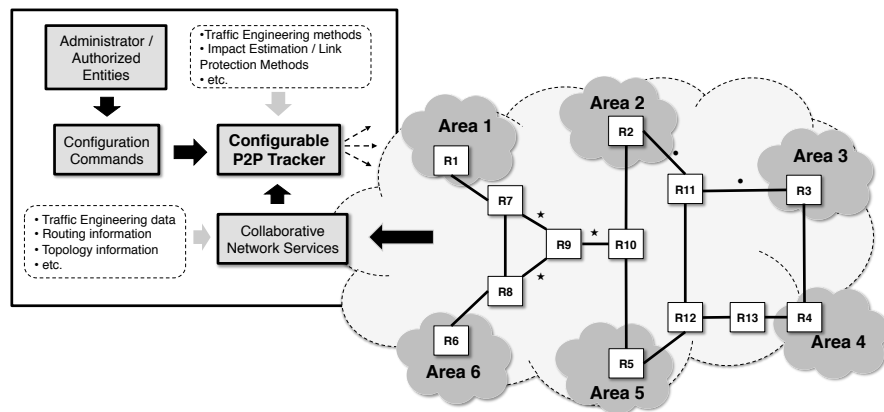 Administrator /
Authorized
Entities
•Traffic Engineering methods
• Impact Estimation / Link
Protection Methods
• etc.
Configuration
Commands
Configurable
P2P Tracker
• Traffic Engineering data
• Routing information
• Topology information
• etc.
Collaborative
Network Services
Area 1
R1
R7
R9
R8
R6
Area 6
Area 2
R2
R10
R11
Area 3
R3
R12
R13
R4
Area 4
R5
Area 5